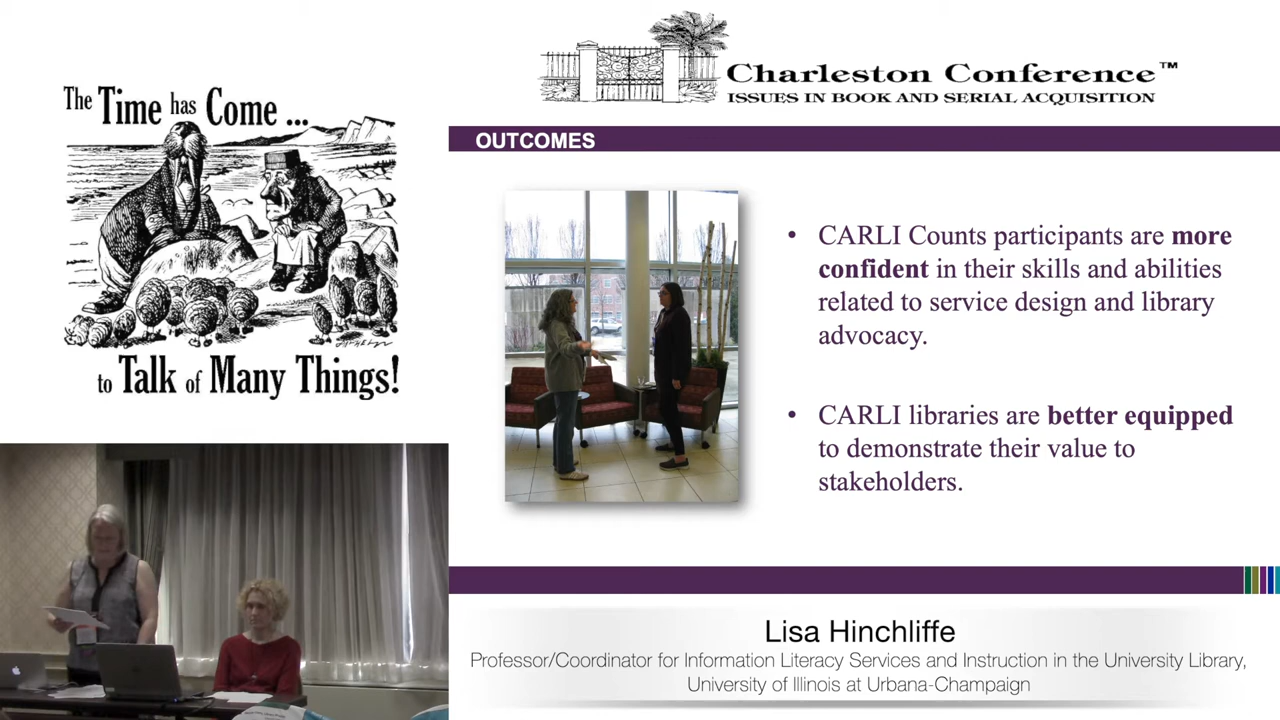 The Time has Come ...
to Talk of Many Things!
Charleston Conference™
ISSUES IN BOOK AND SERIAL ACQUISITION
OUTCOMES
• CARLI Counts participants are more
confident in their skills and abilities
related to service design and library
advocacy.
• CARLI libraries are better equipped
to demonstrate their value to
stakeholders.
Lisa Hinchliffe
Professor/Coordinator for Information Literacy Services and Instruction in the University Library,
University of Illinois at Urbana-Champaign